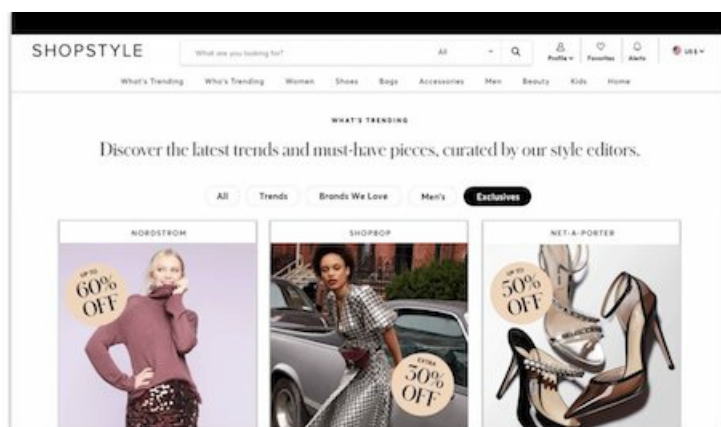 SHOPSTYLE
What are you looking for?
All
Profile
Favorites
Alerts
US $
What's Trending
Who's Trending
Women
Shoes
Bags
Accessories
Men
Beauty
Kids
Home
WHAT'S TRENDING
Discover the latest trends and must-have pieces, curated by our style editors.
All
Trends
Brands We Love
Men's
Exclusives
NORDSTROM
UP TO
60%
OFF
SHOPBOP
EXTRA
30%
OFF
NET-A-PORTER
UP TO
50%
OFF